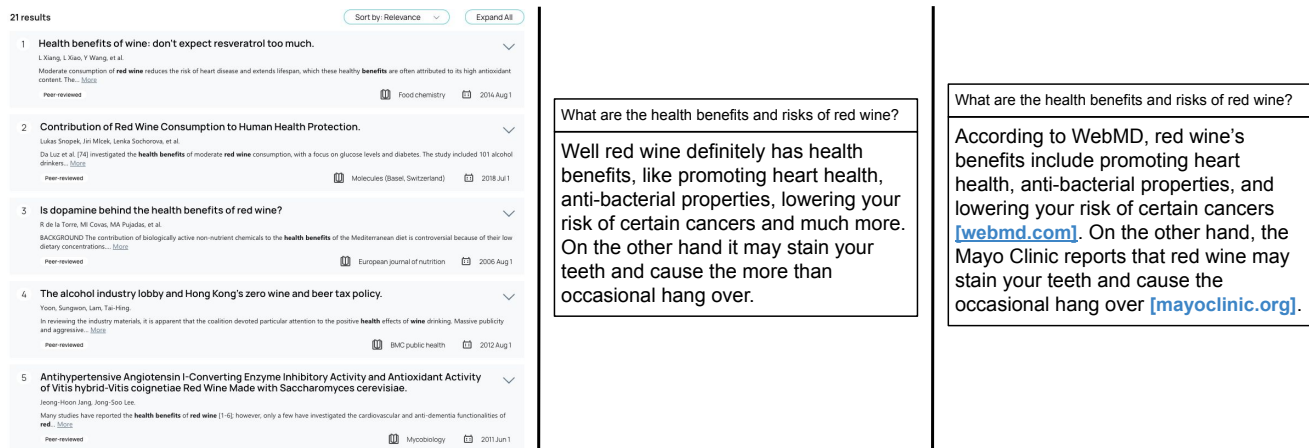 21 results
Sort by: Relevance
Expand All
1 Health benefits of wine: don't expect resveratrol too much.
L Xiang, L Xiao, Y Wang, et al.
Moderate consumption of red wine reduces the risk of heart disease and extends lifespan, which these healthy benefits are often attributed to its high antioxidant
content. The... More
Peer-reviewed
Food chemistry
2014 Aug 1
2 Contribution of Red Wine Consumption to Human Health Protection.
Lukas Snopek, Jiri Mlcek, Lenka Sochorova, et al.
Da Luz et al. [74] investigated the health benefits of moderate red wine consumption, with a focus on glucose levels and diabetes. The study included 101 alcohol
drinkers... More
Peer-reviewed
Molecules (Basel, Switzerland)
2018 Jul 1
3 Is dopamine behind the health benefits of red wine?
R de la Torre, MI Covas, MA Pujadas, et al.
BACKGROUND The contribution of biologically active non-nutrient chemicals to the health benefits of the Mediterranean diet is controversial because of their low
dietary concentrations.... More
Peer-reviewed
European journal of nutrition
2006 Aug 1
4 The alcohol industry lobby and Hong Kong's zero wine and beer tax policy.
Yoon, Sungwon, Lam, Tai-Hing.
In reviewing the industry materials, it is apparent that the coalition devoted particular attention to the positive health effects of wine drinking. Massive publicity
and aggressive... More
Peer-reviewed
BMC public health
2012 Aug 1
5 Antihypertensive Angiotensin I-Converting Enzyme Inhibitory Activity and Antioxidant Activity
of Vitis hybrid-Vitis coignetiae Red Wine Made with Saccharomyces cerevisiae.
Jeong-Hoon Jang, Jong-Soo Lee.
Many studies have reported the health benefits of red wine [1-6]; however, only a few have investigated the cardiovascular and anti-dementia functionalities of
red... More
Peer-reviewed
Mycobiology
2011 Jun 1
What are the health benefits and risks of red wine?
Well red wine definitely has health
benefits, like promoting heart health,
anti-bacterial properties, lowering your
risk of certain cancers and much more.
On the other hand it may stain your
teeth and cause the more than
occasional hang over.
What are the health benefits and risks of red wine?
According to WebMD, red wine's
benefits include promoting heart
health, anti-bacterial properties, and
lowering your risk of certain cancers
[webmd.com]. On the other hand, the
Mayo Clinic reports that red wine may
stain your teeth and cause the
occasional hang over [mayoclinic.org].